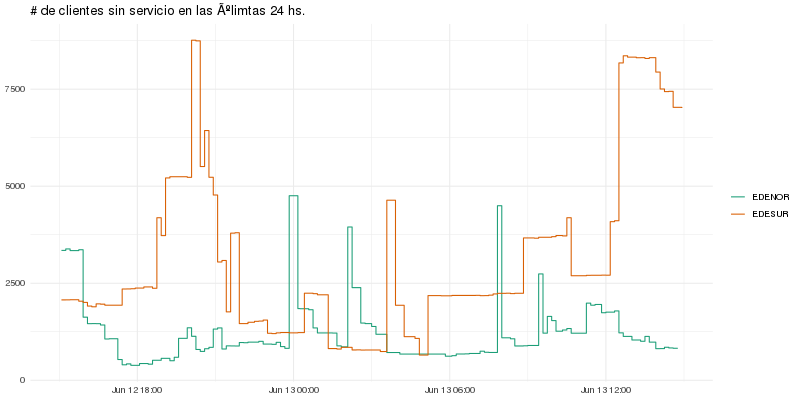 # de clientes sin servicio en las Ãºlimtas 24 hs.
7500
5000
2500
0
Jun 12 18:00
Jun 13 00:00
Jun 13 06:00
Jun 13 12:00
EDENOR
EDESUR